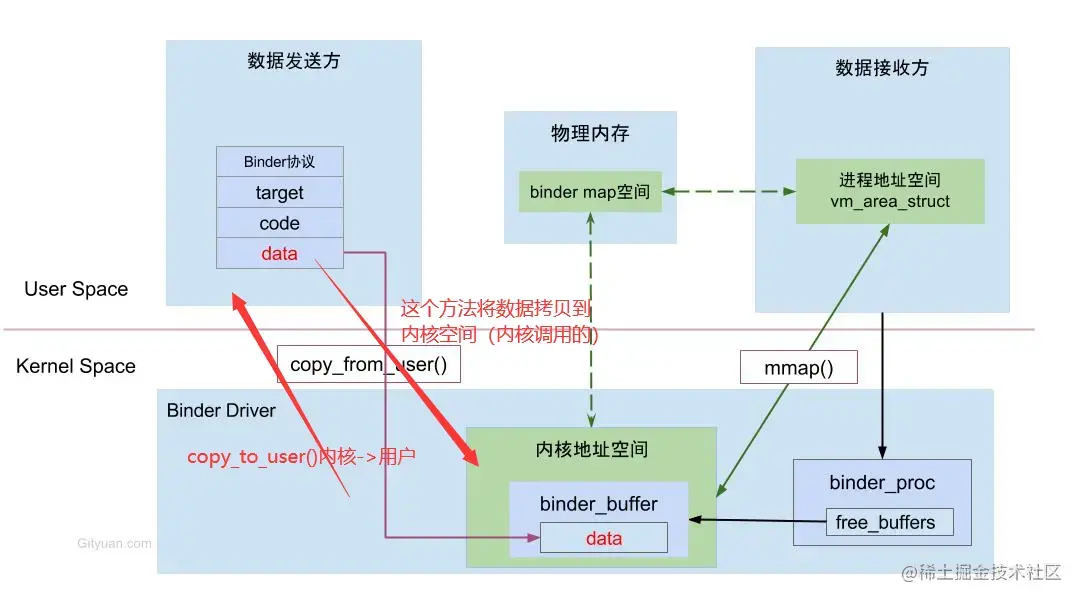 数据发送方
数据接收方
物理内存
Binder协议
target
code
data
binder map空间
进程地址空间
vm_area_struct
User Space
这个方法将数据拷贝到
内核空间（内核调用的）
Kernel Space
copy_from_user()
mmap()
Binder Driver
copy_to_user()内核->用户
内核地址空间
binder_buffer
data
binder_proc
free_buffers
Gityuan.com
@稀土掘金技术社区